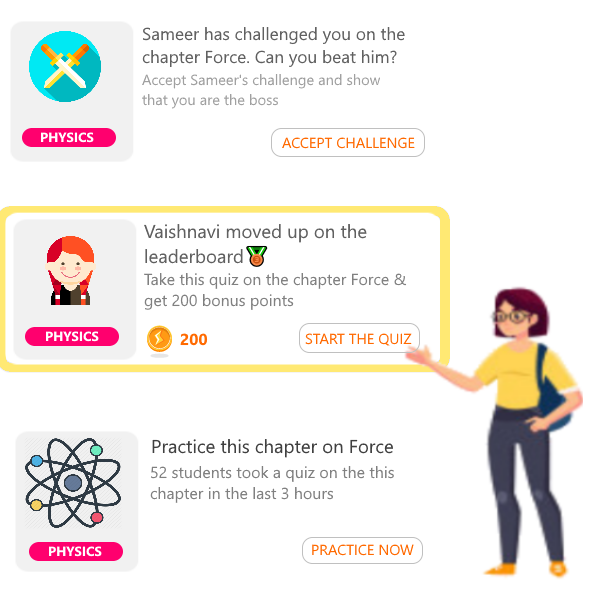 Sameer has challenged you on the
chapter Force. Can you beat him?
Accept Sameer's challenge and show
that you are the boss
PHYSICS
ACCEPT CHALLENGE
Vaishnavi moved up on the
leaderboard
Take this quiz on the chapter Force &
get 200 bonus points
PHYSICS
200
START THE QUIZ
Practice this chapter on Force
52 students took a quiz on the this
chapter in the last 3 hours
PHYSICS
PRACTICE NOW